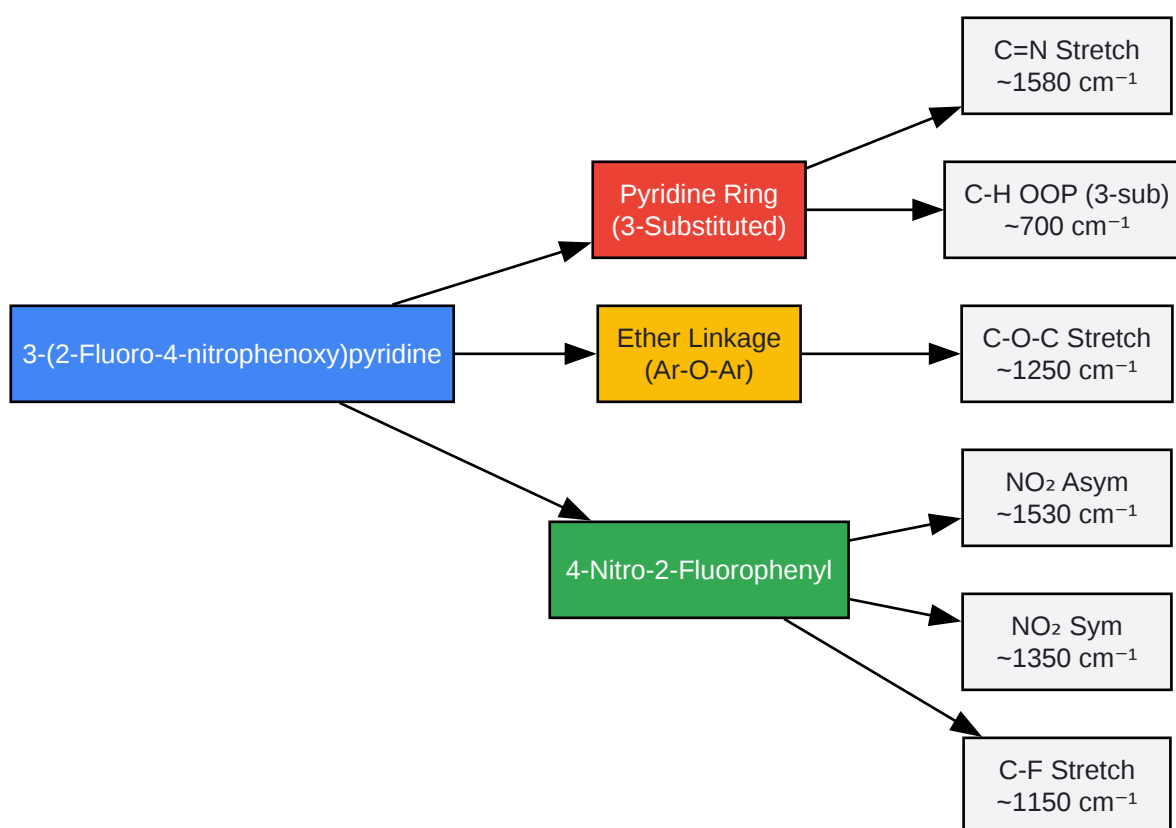 C=N Stretch
~1580 cm⁻¹
Pyridine Ring
(3-Substituted)
C-H OOP (3-sub)
~700 cm⁻¹
3-(2-Fluoro-4-nitrophenoxy)pyridine
Ether Linkage
(Ar-O-Ar)
C-O-C Stretch
~1250 cm⁻¹
NO₂ Asym
~1530 cm⁻¹
4-Nitro-2-Fluorophenyl
NO₂ Sym
~1350 cm⁻¹
C-F Stretch
~1150 cm⁻¹